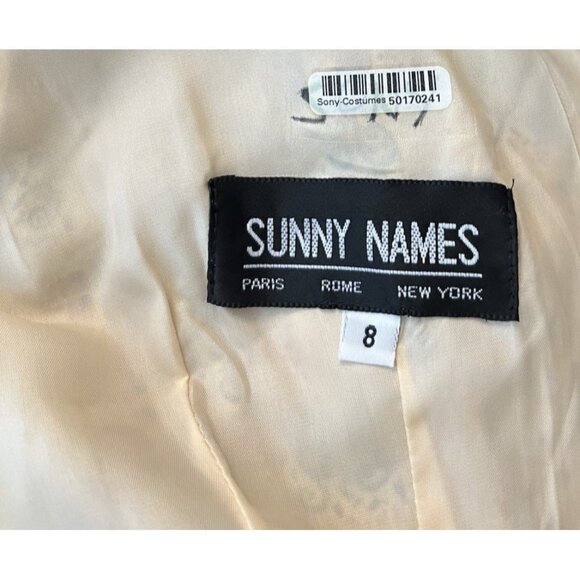 Sony-Costumes 50170241
SUNNY NAMES
PARIS ROME NEW YORK
8